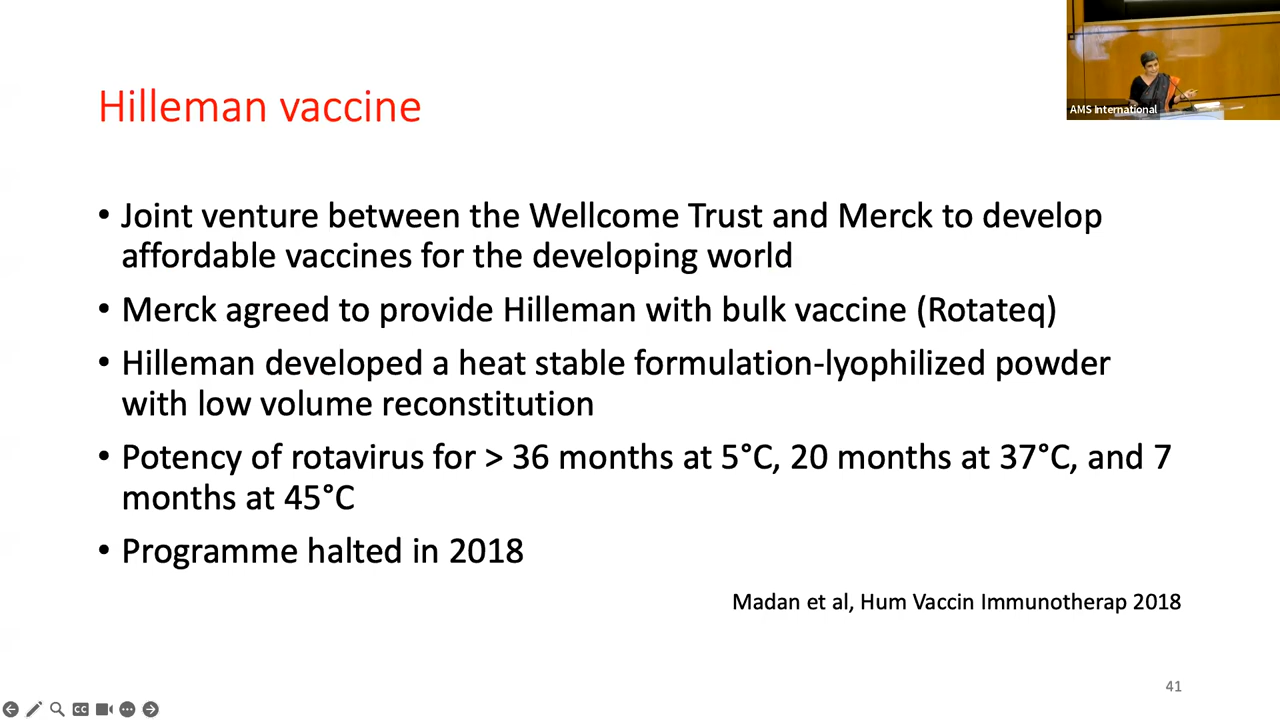 AMS International
Hilleman vaccine
• Joint venture between the Wellcome Trust and Merck to develop
affordable vaccines for the developing world
• Merck agreed to provide Hilleman with bulk vaccine (Rotateq)
• Hilleman developed a heat stable formulation-lyophilized powder
with low volume reconstitution
• Potency of rotavirus for > 36 months at 5°C, 20 months at 37°C, and 7
months at 45°C
• Programme halted in 2018
Madan et al, Hum Vaccin Immunotherap 2018
41
CC